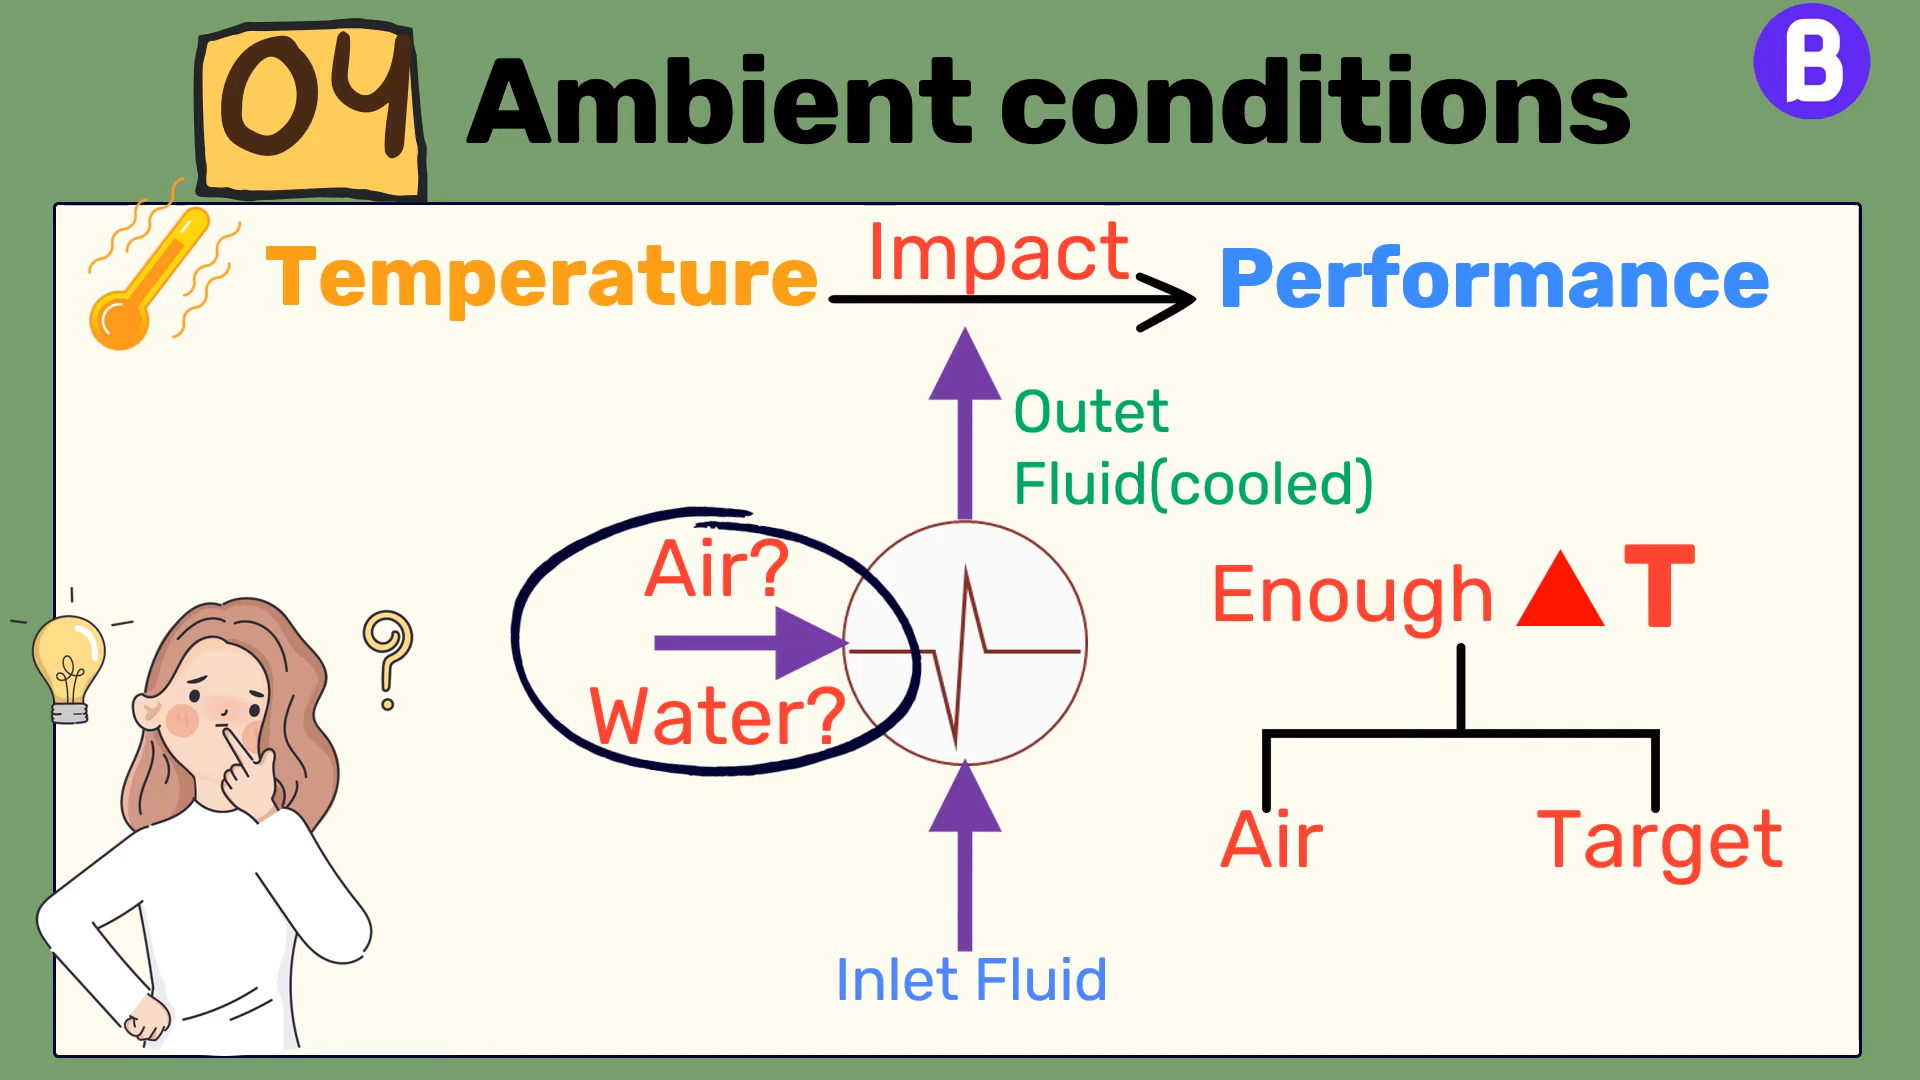 04 Ambient conditions
B
Temperature Impact Performance
Outet
Fluid(cooled)
Air?
Water?
Enough ▲ T
Air Target
Inlet Fluid
?